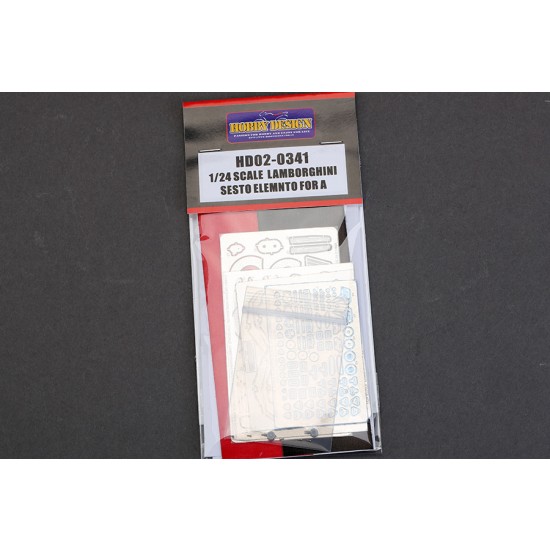 HOBBY DESIGN
HD02-0341
1/24 SCALE LAMBORGHINI
SESTO ELEMNTO FOR A